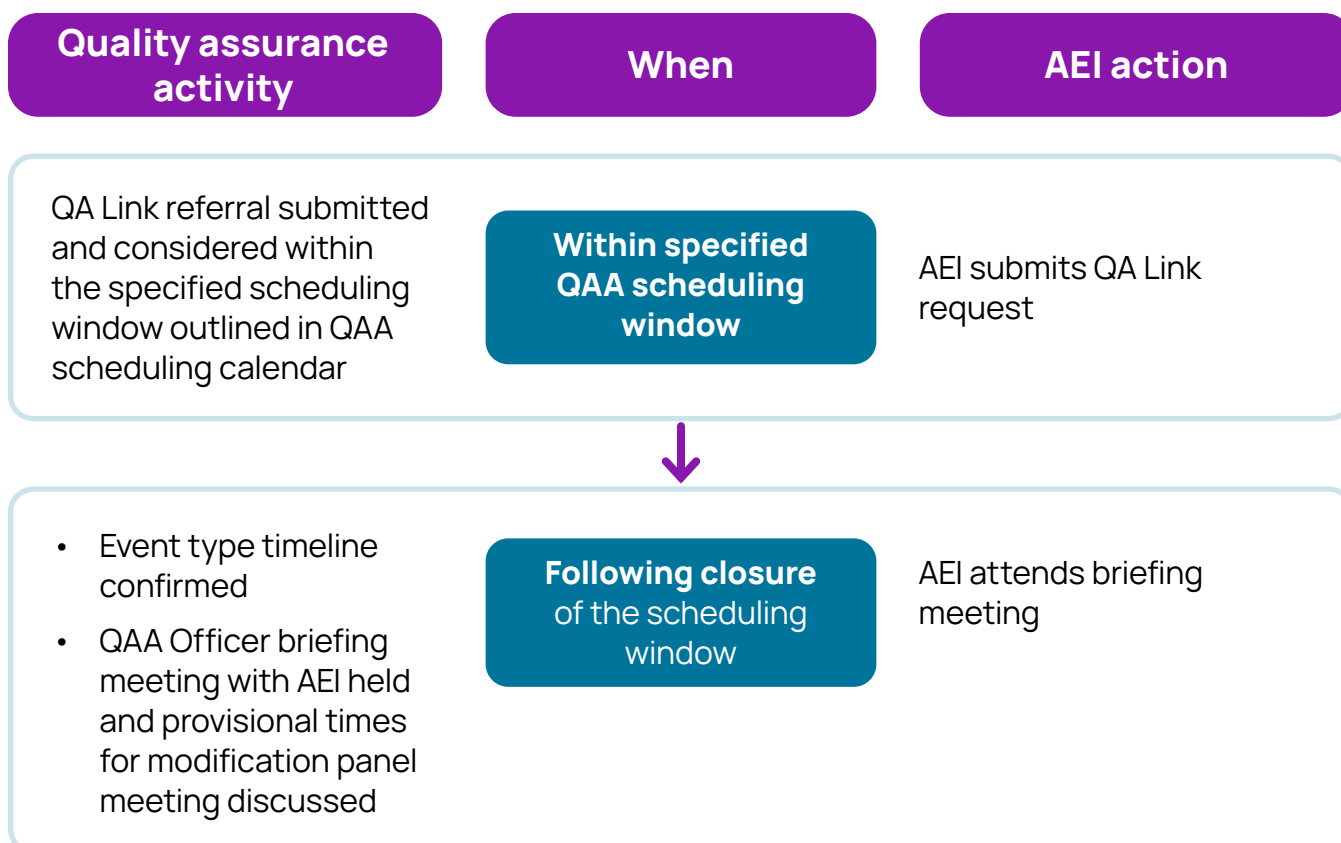 Quality assurance
activity
When
AEI action
QA Link referral submitted
and considered within
the specified scheduling
window outlined in QAA
scheduling calendar
Within specified
QAA scheduling
window
AEI submits QA Link
request
• Event type timeline
confirmed
• QAA Officer briefing
meeting with AEI held
and provisional times
for modification panel
meeting discussed
Following closure
of the scheduling
window
AEI attends briefing
meeting